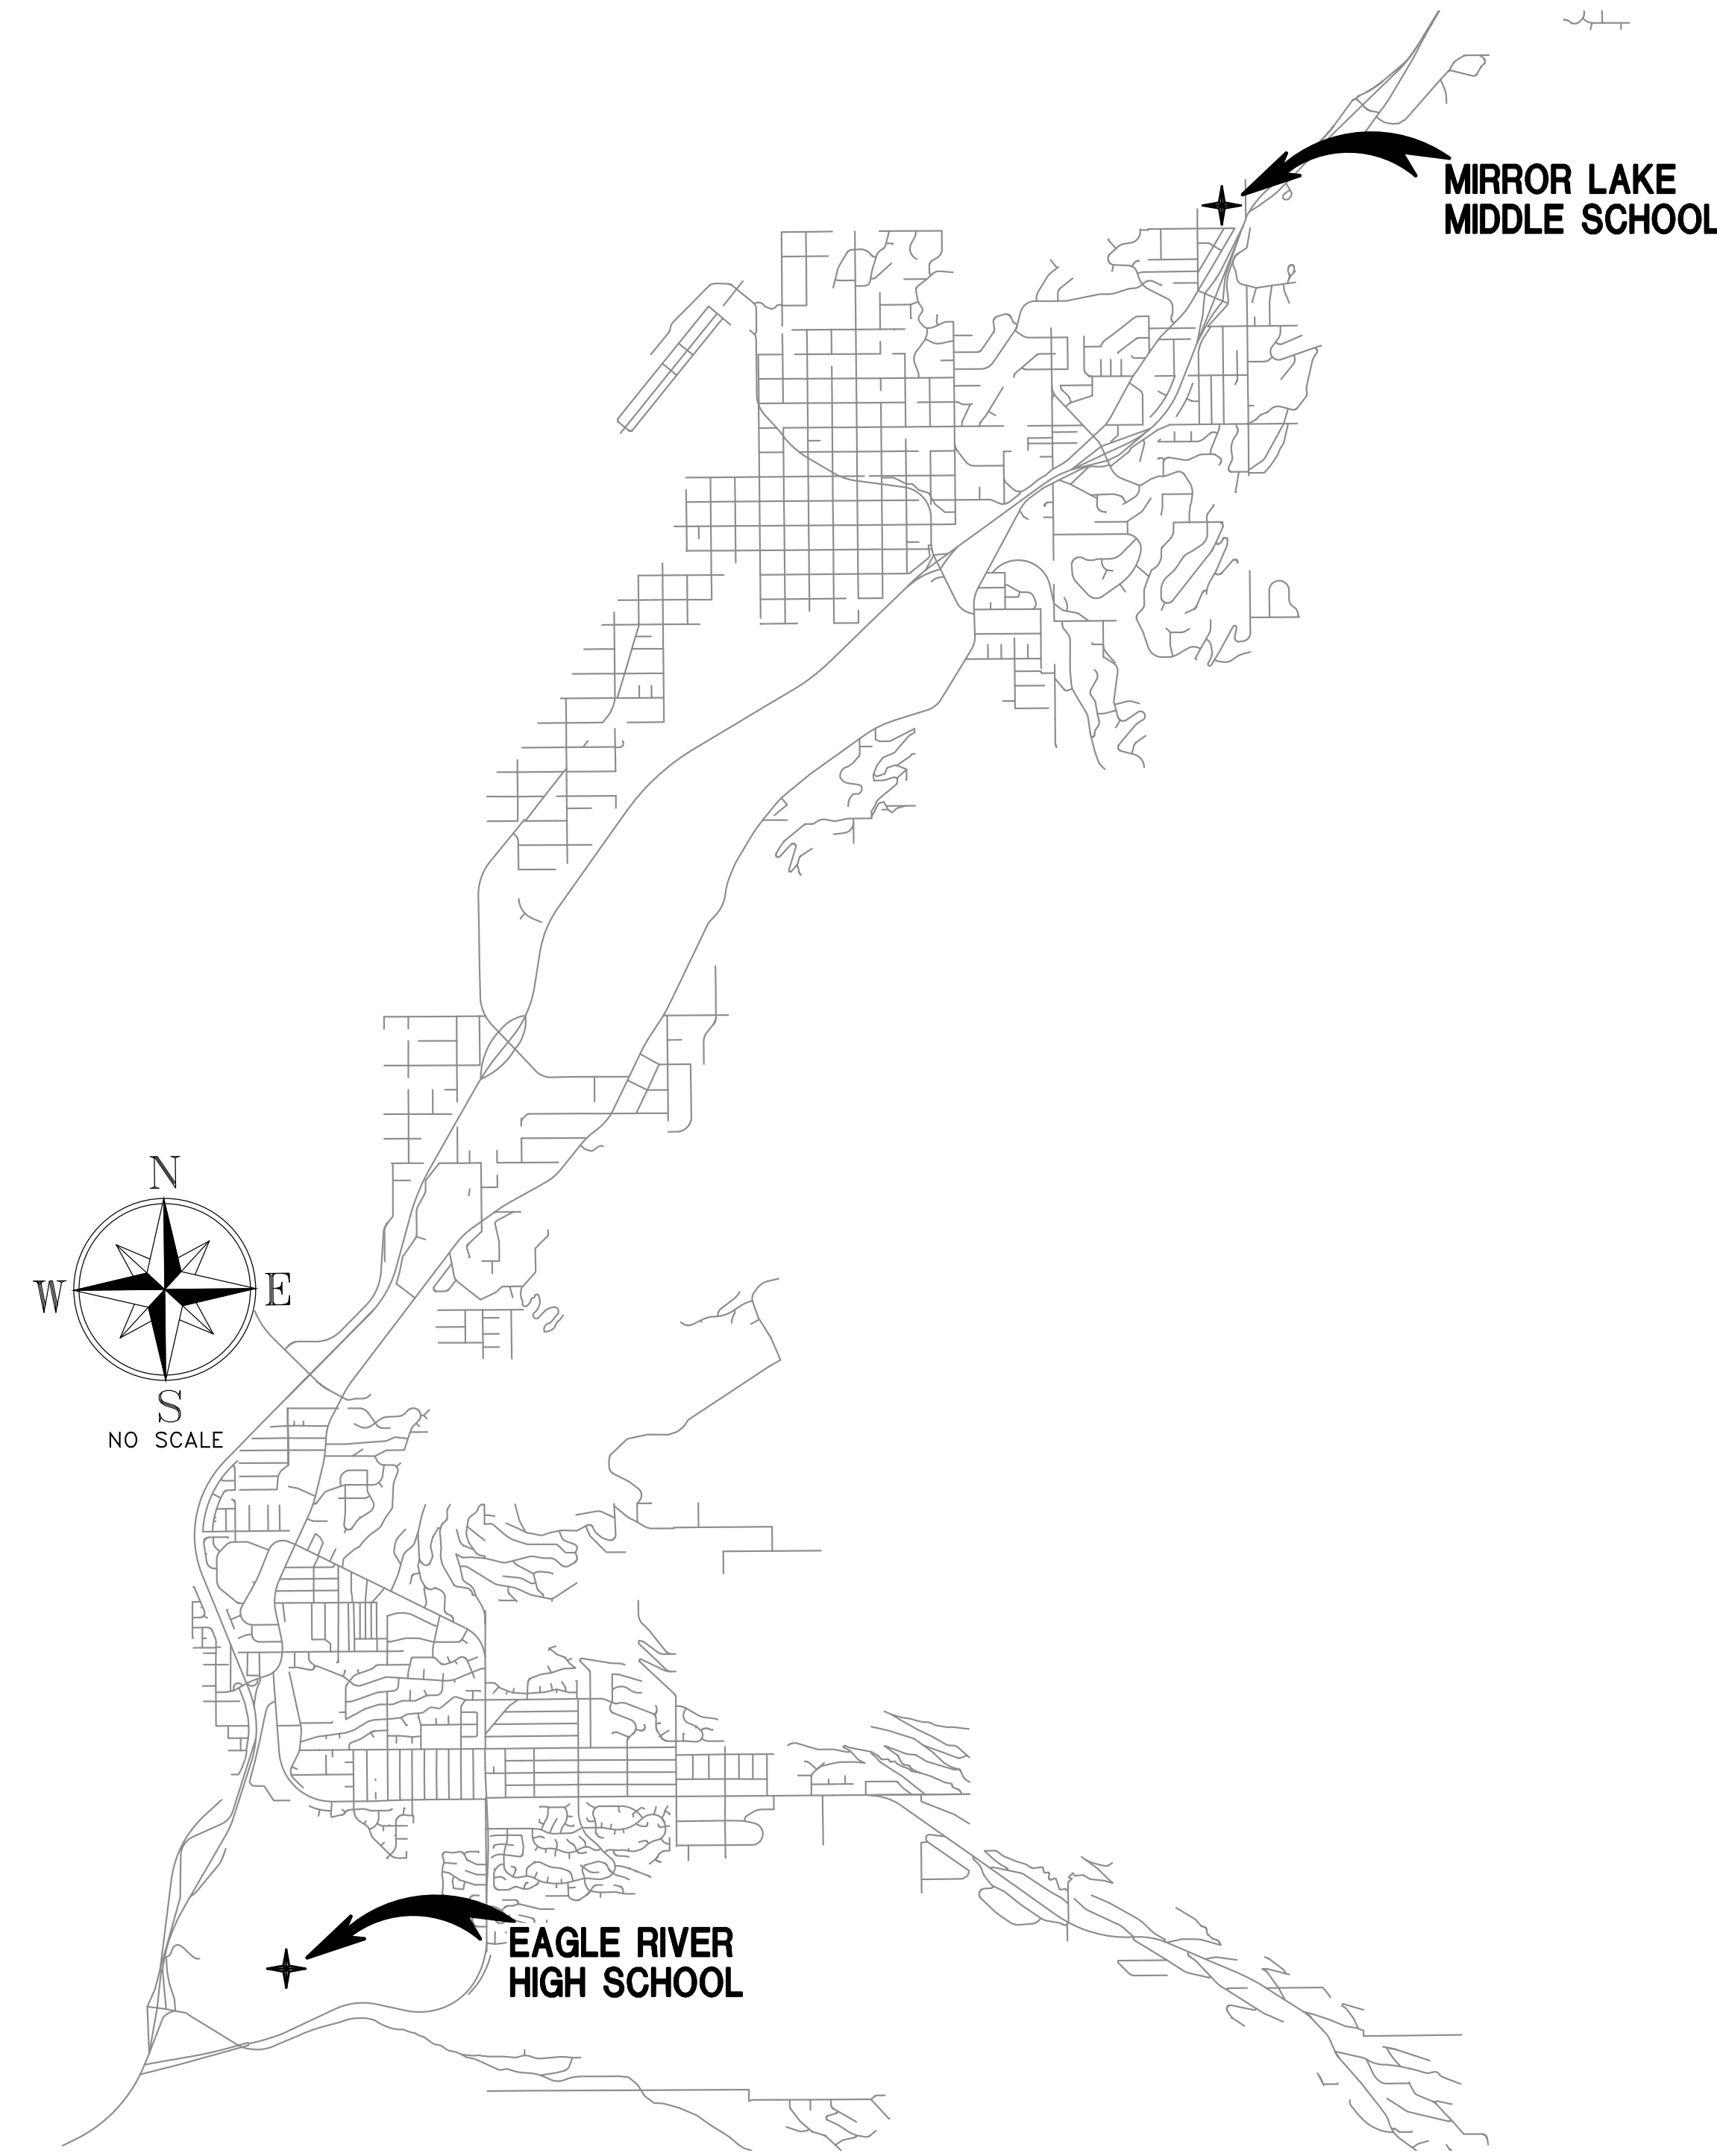 MIRROR LAKE
MIDDLE SCHOOL
N
W
E
S
NO SCALE
EAGLE RIVER
HIGH SCHOOL